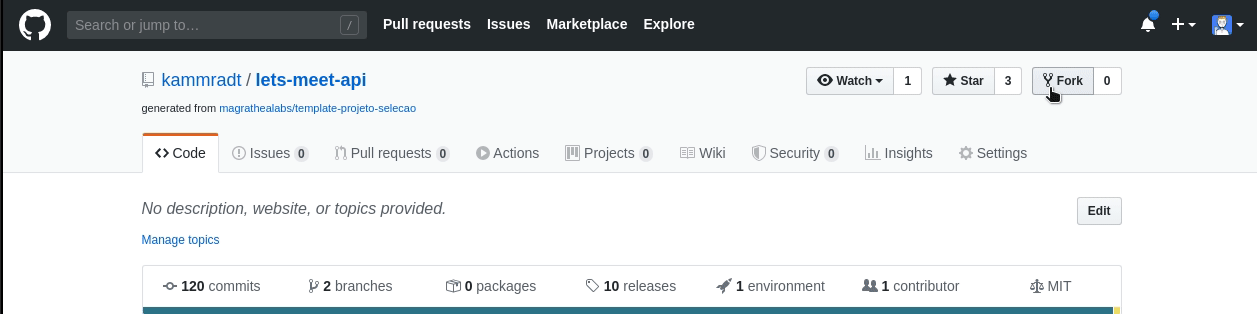 Search or jump to… / Pull requests Issues Marketplace Explore
kammradt / lets-meet-api Watch 1 Star 3 Fork 0
generated from magrathealabs/template-projeto-selecao
Code Issues 0 Pull requests 0 Actions Projects 0 Wiki Security 0 Insights Settings
No description, website, or topics provided. Edit
Manage topics
120 commits 2 branches 0 packages 10 releases 1 environment 1 contributor MIT